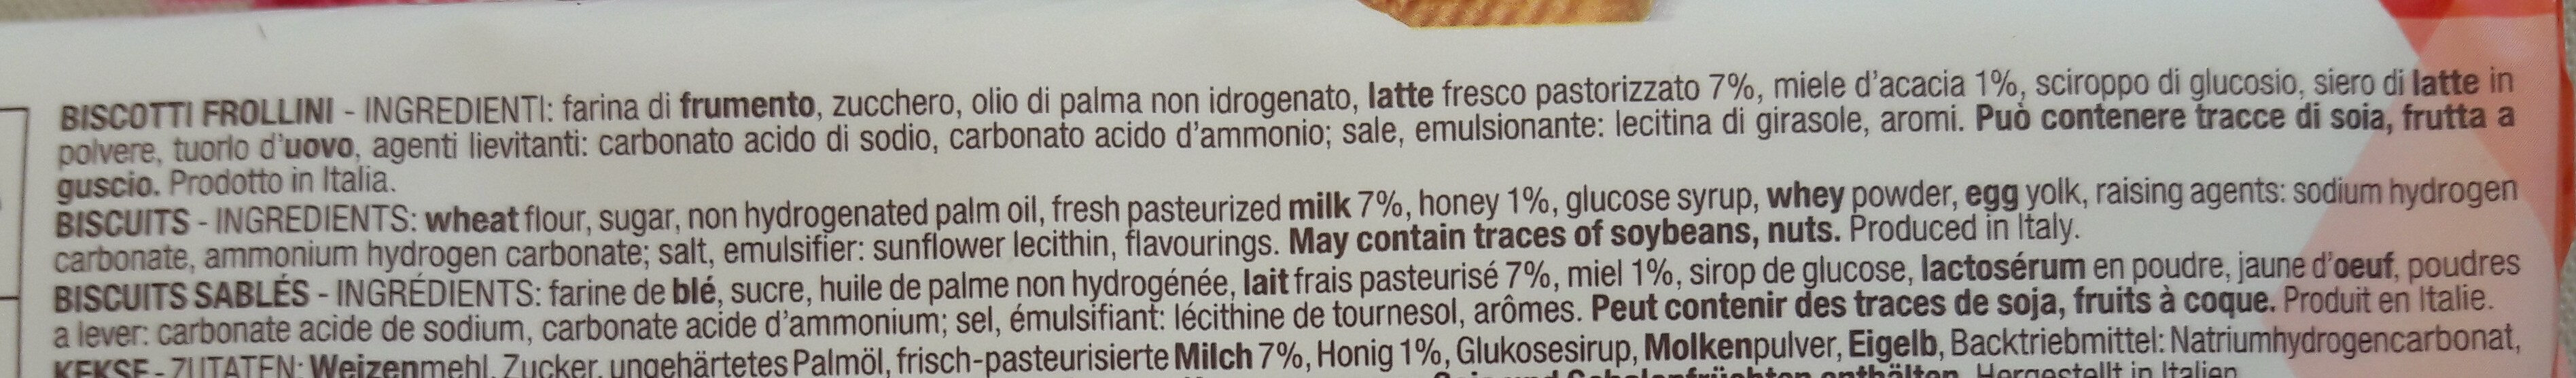 BISCOTTI FROLLINI - INGREDIENTI: farina di frumento, zucchero, olio di palma non idrogenato, latte fresco pastorizzato 7%, miele d'acacia 1%, sciroppo di glucosio, siero di latte in
polvere, tuorlo d'uovo, agenti lievitanti: carbonato acido di sodio, carbonato acido d'ammonio; sale, emulsionante: lecitina di girasole, aromi. Può contenere tracce di soia, frutta a
guscio. Prodotto in Italia.
BISCUITS - INGREDIENTS: wheat flour, sugar, non hydrogenated palm oil, fresh pasteurized milk 7%, honey 1%, glucose syrup, whey powder, egg yolk, raising agents: sodium hydrogen
carbonate, ammonium hydrogen carbonate; salt, emulsifier: sunflower lecithin, flavourings. May contain traces of soybeans, nuts. Produced in Italy.
BISCUITS SABLÉS - INGRÉDIENTS: farine de blé, sucre, huile de palme non hydrogénée, lait frais pasteurisé 7%, miel 1%, sirop de glucose, lactosérum en poudre, jaune d'oeuf, poudres
a lever: carbonate acide de sodium, carbonate acide d'ammonium; sel, émulsifiant: lécithine de tournesol, arômes. Peut contenir des traces de soja, fruits à coque. Produit en Italie.
KEKSE - ZUTATEN: Weizenmehl, Zucker, ungehärtetes Palmöl, frisch-pasteurisierte Milch 7%, Honig 1%, Glukosesirup, Molkenpulver, Eigelb, Backtriebmittel: Natriumhydrogencarbonat,
Schalenfrüchten enthälten. Hergestellt in Italien